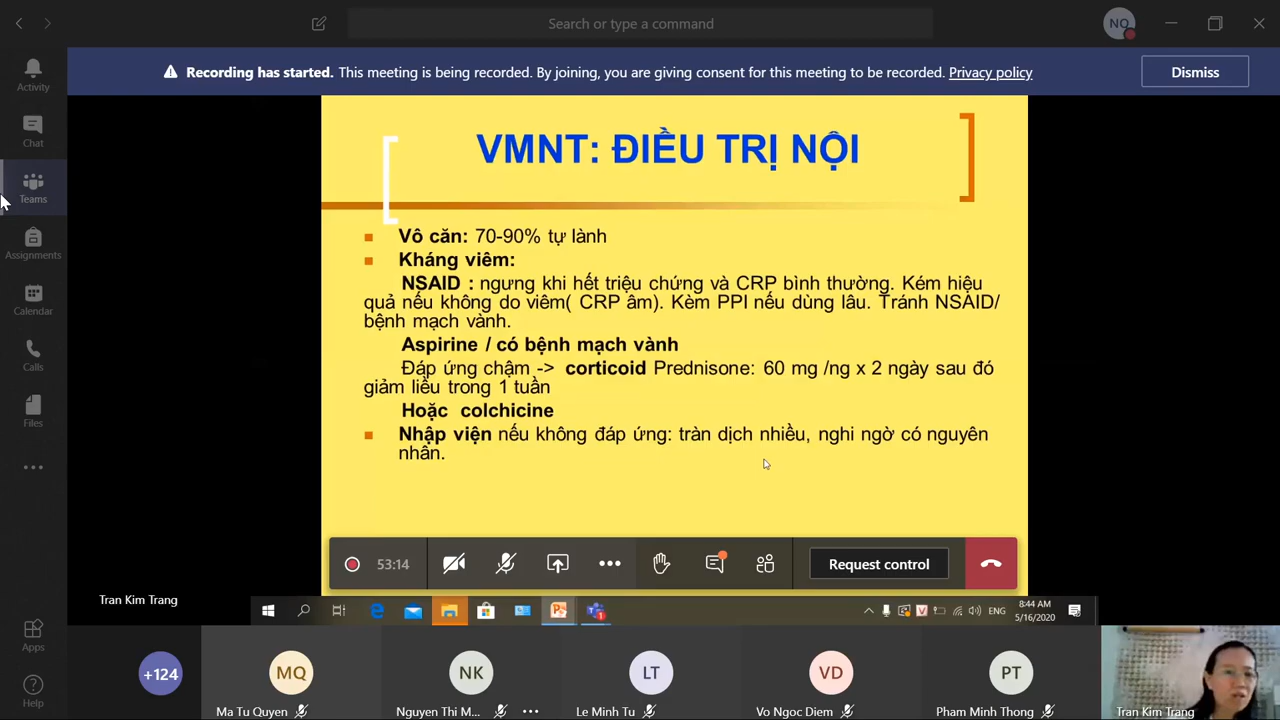 Search or type a command
NQ
Recording has started. This meeting is being recorded. By joining, you are giving consent for this meeting to be recorded. Privacy policy
Dismiss
Activity
Chat
Teams
Assignments
Calendar
Calls
Files
Apps
Help
VMNT: ĐIỀU TRỊ NỘI
Vô căn: 70-90% tự lành
Kháng viêm:
NSAID : ngưng khi hết triệu chứng và CRP bình thường. Kém hiệu
quả nếu không do viêm( CRP âm). Kèm PPI nếu dùng lâu. Tránh NSAID/
bệnh mạch vành.
Aspirine / có bệnh mạch vành
Đáp ứng chậm -> corticoid Prednisone: 60 mg /ng x 2 ngày sau đó
giảm liều trong 1 tuần
Hoặc colchicine
Nhập viện nếu không đáp ứng: tràn dịch nhiều, nghi ngờ có nguyên
nhân.
53:14
Request control
Tran Kim Trang
ENG
8:44 AM
5/16/2020
+124
MQ
NK
LT
VD
PT
Ma Tu Quyen
Nguyen Thi M...
Le Minh Tu
Vo Ngoc Diem
Pham Minh Thong
Tran Kim Trang